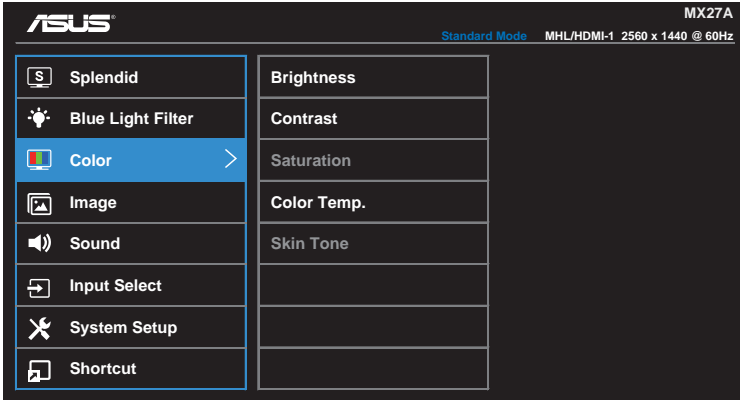 ASUS
MX27A
Standard Mode MHL/HDMI-1 2560 x 1440 @ 60Hz
S Splendid
Blue Light Filter
Color
Image
Sound
Input Select
System Setup
Shortcut
Brightness
Contrast
Saturation
Color Temp.
Skin Tone